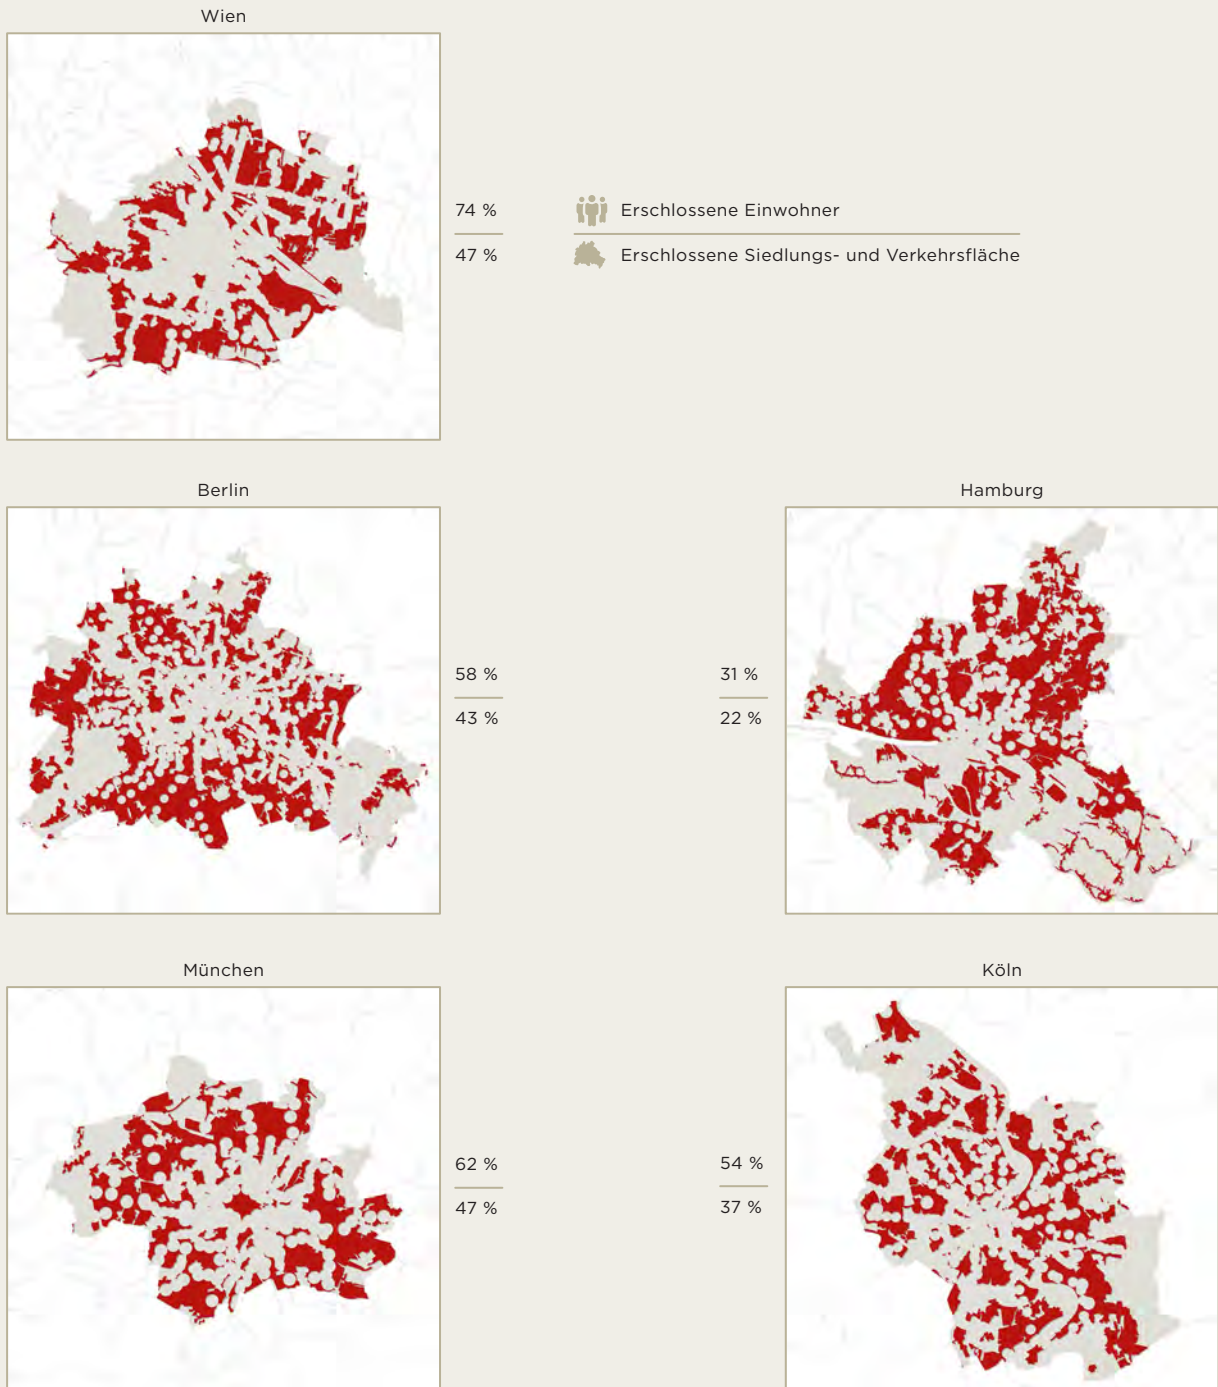 Wien
74 %
Erschlossene Einwohner
47 %
Erschlossene Siedlungs- und Verkehrsfläche
Berlin
58 %
43 %
Hamburg
31 %
22 %
München
62 %
47 %
Köln
54 %
37 %